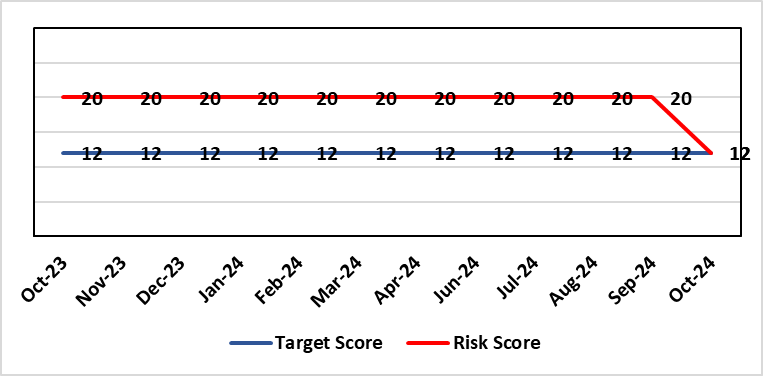 20 20 20 20 20 20 20 20 20 20 20
12 12 12 12 12 12 12 12 12 12 12 12
Oct-23 Nov-23 Dec-23 Jan-24 Feb-24 Mar-24 Apr-24 Jun-24 Jul-24 Aug-24 Sep-24 Oct-24
Target Score Risk Score